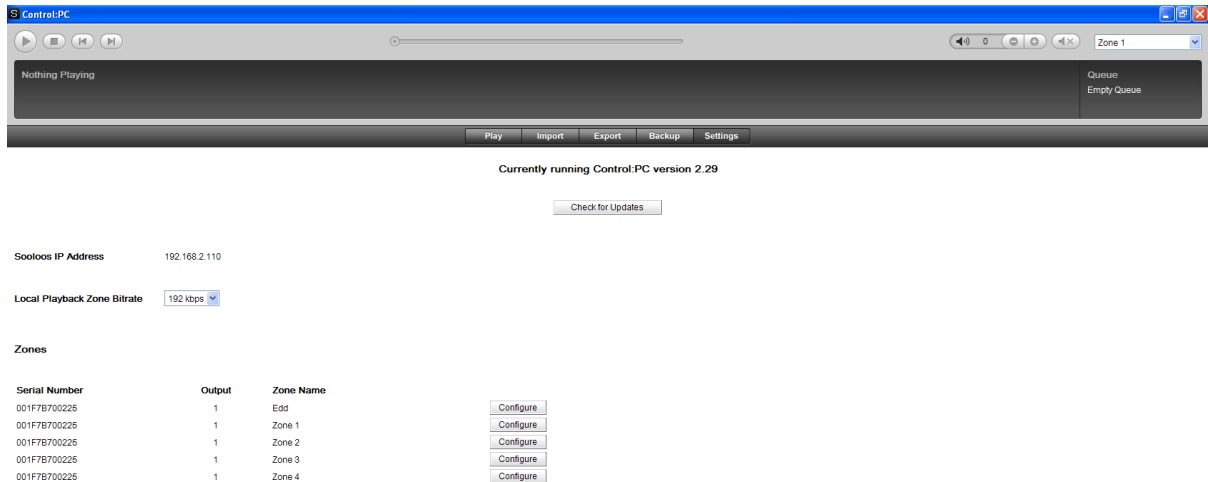 S Control:PC
0
Zone 1
Nothing Playing
Queue
Empty Queue
Play Import Export Backup Settings
Currently running Control:PC version 2.29
Check for Updates
Sooloos IP Address 192.168.2.110
Local Playback Zone Bitrate 192 kbps
Zones
Serial Number Output Zone Name
001F7B700225 1 Edd Configure
001F7B700225 1 Zone 1 Configure
001F7B700225 1 Zone 2 Configure
001F7B700225 1 Zone 3 Configure
001F7B700225 1 Zone 4 Configure